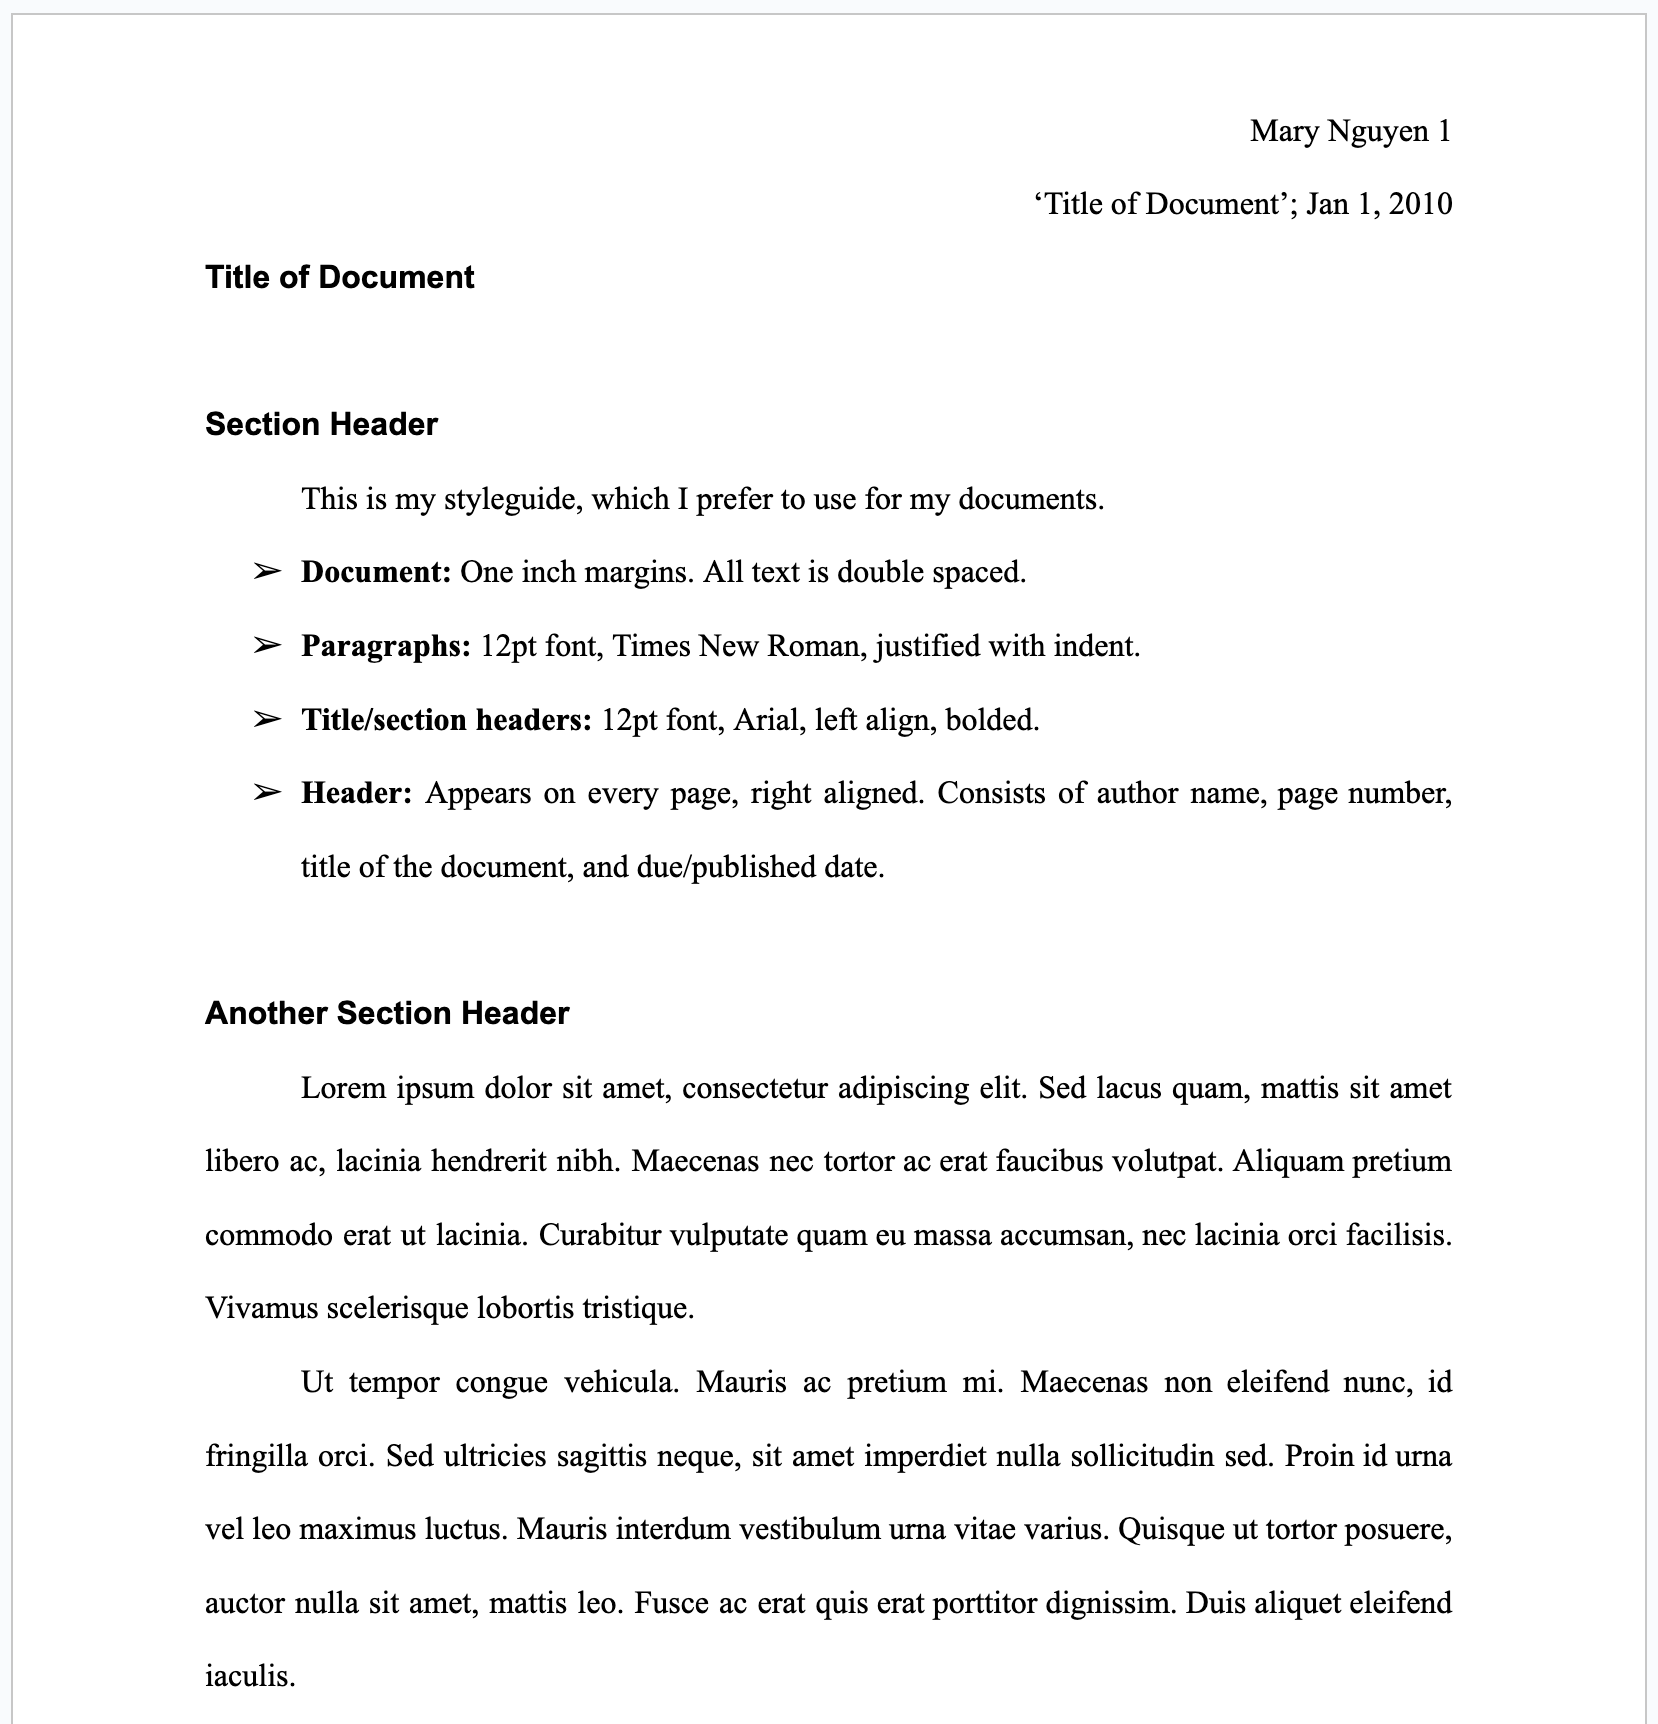 Mary Nguyen 1
‘Title of Document’; Jan 1, 2010
Title of Document
Section Header
This is my styleguide, which I prefer to use for my documents.
➢ Document: One inch margins. All text is double spaced.
➢ Paragraphs: 12pt font, Times New Roman, justified with indent.
➢ Title/section headers: 12pt font, Arial, left align, bolded.
➢ Header: Appears on every page, right aligned. Consists of author name, page number,
title of the document, and due/published date.
Another Section Header
Lorem ipsum dolor sit amet, consectetur adipiscing elit. Sed lacus quam, mattis sit amet
libero ac, lacinia hendrerit nibh. Maecenas nec tortor ac erat faucibus volutpat. Aliquam pretium
commodo erat ut lacinia. Curabitur vulputate quam eu massa accumsan, nec lacinia orci facilisis.
Vivamus scelerisque lobortis tristique.
Ut tempor congue vehicula. Mauris ac pretium mi. Maecenas non eleifend nunc, id
fringilla orci. Sed ultricies sagittis neque, sit amet imperdiet nulla sollicitudin sed. Proin id urna
vel leo maximus luctus. Mauris interdum vestibulum urna vitae varius. Quisque ut tortor posuere,
auctor nulla sit amet, mattis leo. Fusce ac erat quis erat porttitor dignissim. Duis aliquet eleifend
iaculis.